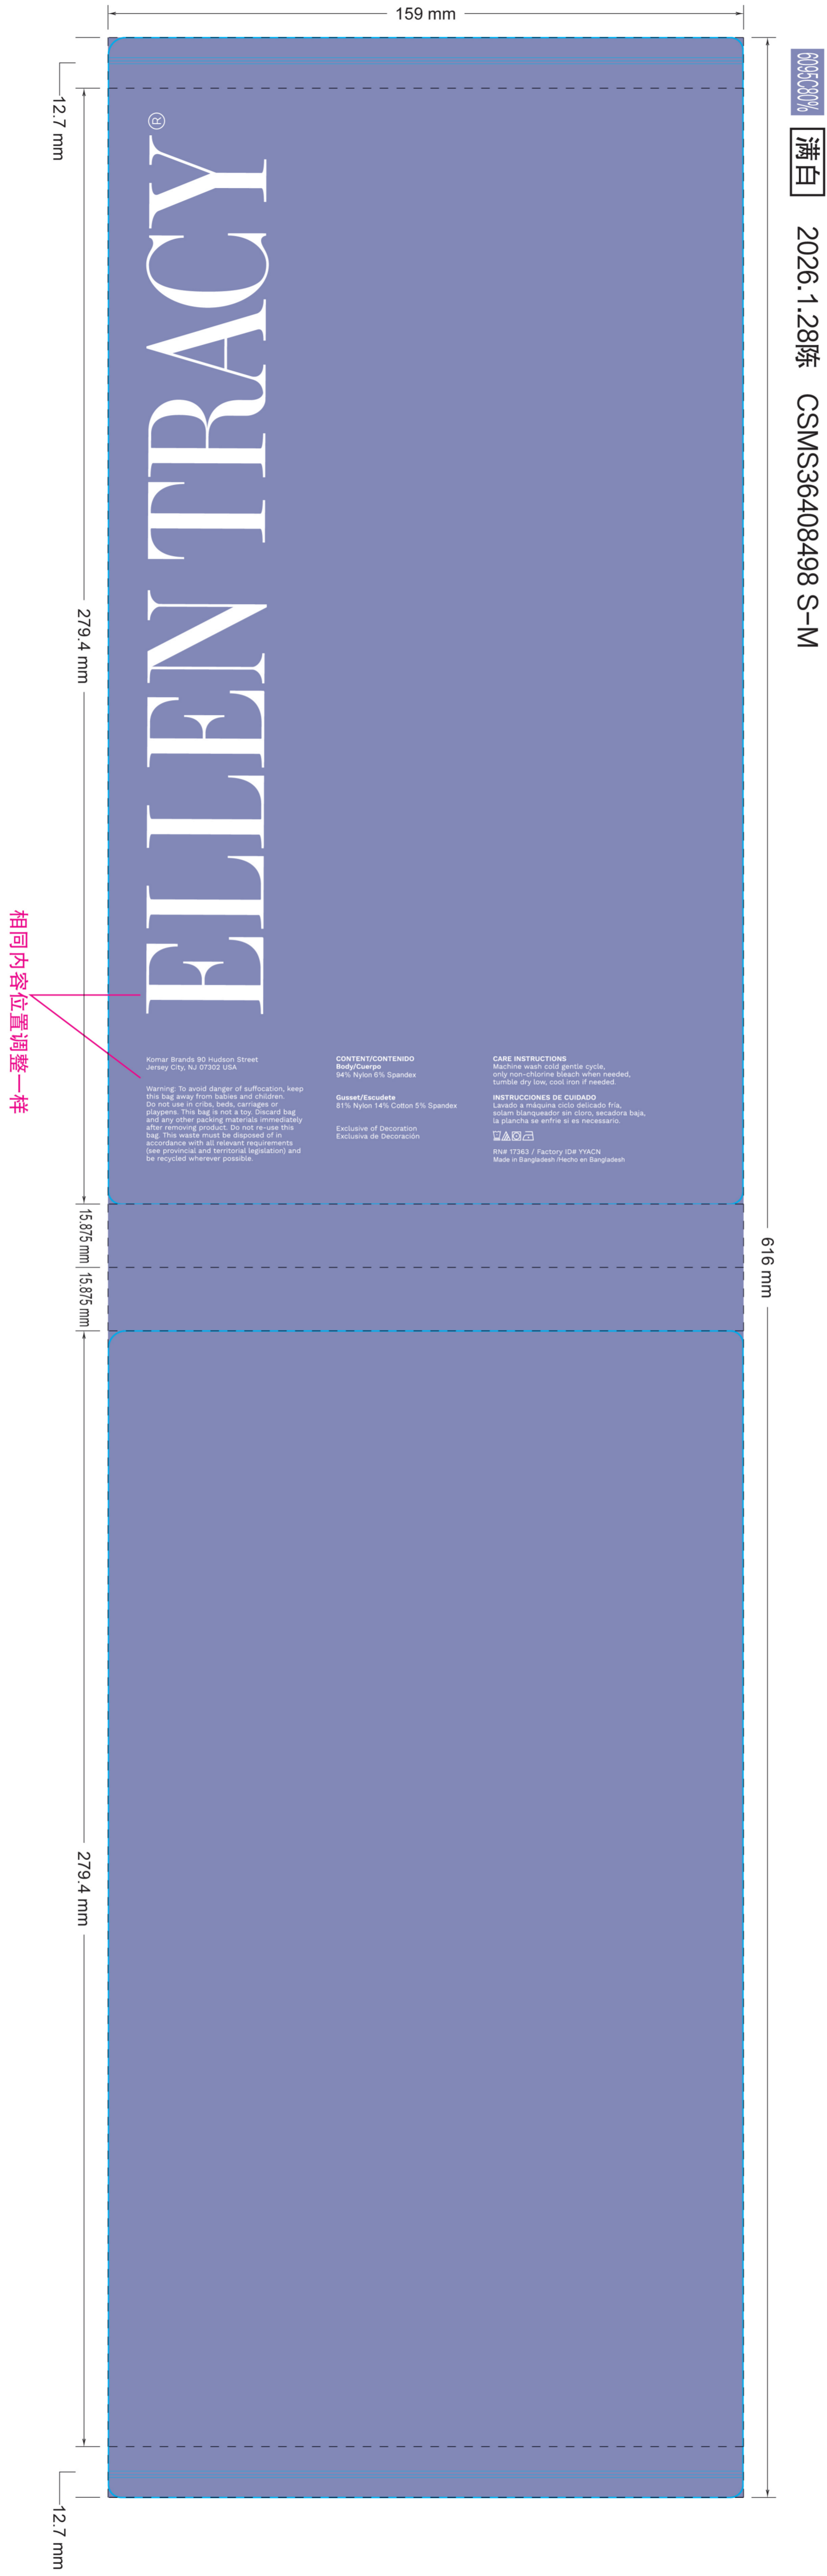 159 mm
6095C80%
满白
2026.1.28陈 CSMS36408498 S-M
12.7 mm
ELLEN TRACY®
279.4 mm
相同内容位置调整一样
Komar Brands 90 Hudson Street
Jersey City, NJ 07302 USA
Warning: To avoid danger of suffocation, keep
this bag away from babies and children.
Do not use in cribs, beds, carriages or
playpens. This bag is not a toy. Discard bag
and any other packing materials immediately
after removing product. Do not re-use this
bag. This waste must be disposed of in
accordance with all relevant requirements
(see provincial and territorial legislation) and
be recycled wherever possible.
CONTENT/CONTENIDO
Body/Cuerpo
94% Nylon 6% Spandex
Gusset/Escudete
81% Nylon 14% Cotton 5% Spandex
Exclusive of Decoration
Exclusiva de Decoración
CARE INSTRUCTIONS
Machine wash cold gentle cycle,
only non-chlorine bleach when needed,
tumble dry low, cool iron if needed.
INSTRUCCIONES DE CUIDADO
Lavado a máquina ciclo delicado fría,
solam blanqueador sin cloro, secadora baja,
la plancha se enfríe si es necessario.
RN# 17363 / Factory ID# YYACN
Made in Bangladesh /Hecho en Bangladesh
15.875 mm
15.875 mm
616 mm
279.4 mm
12.7 mm